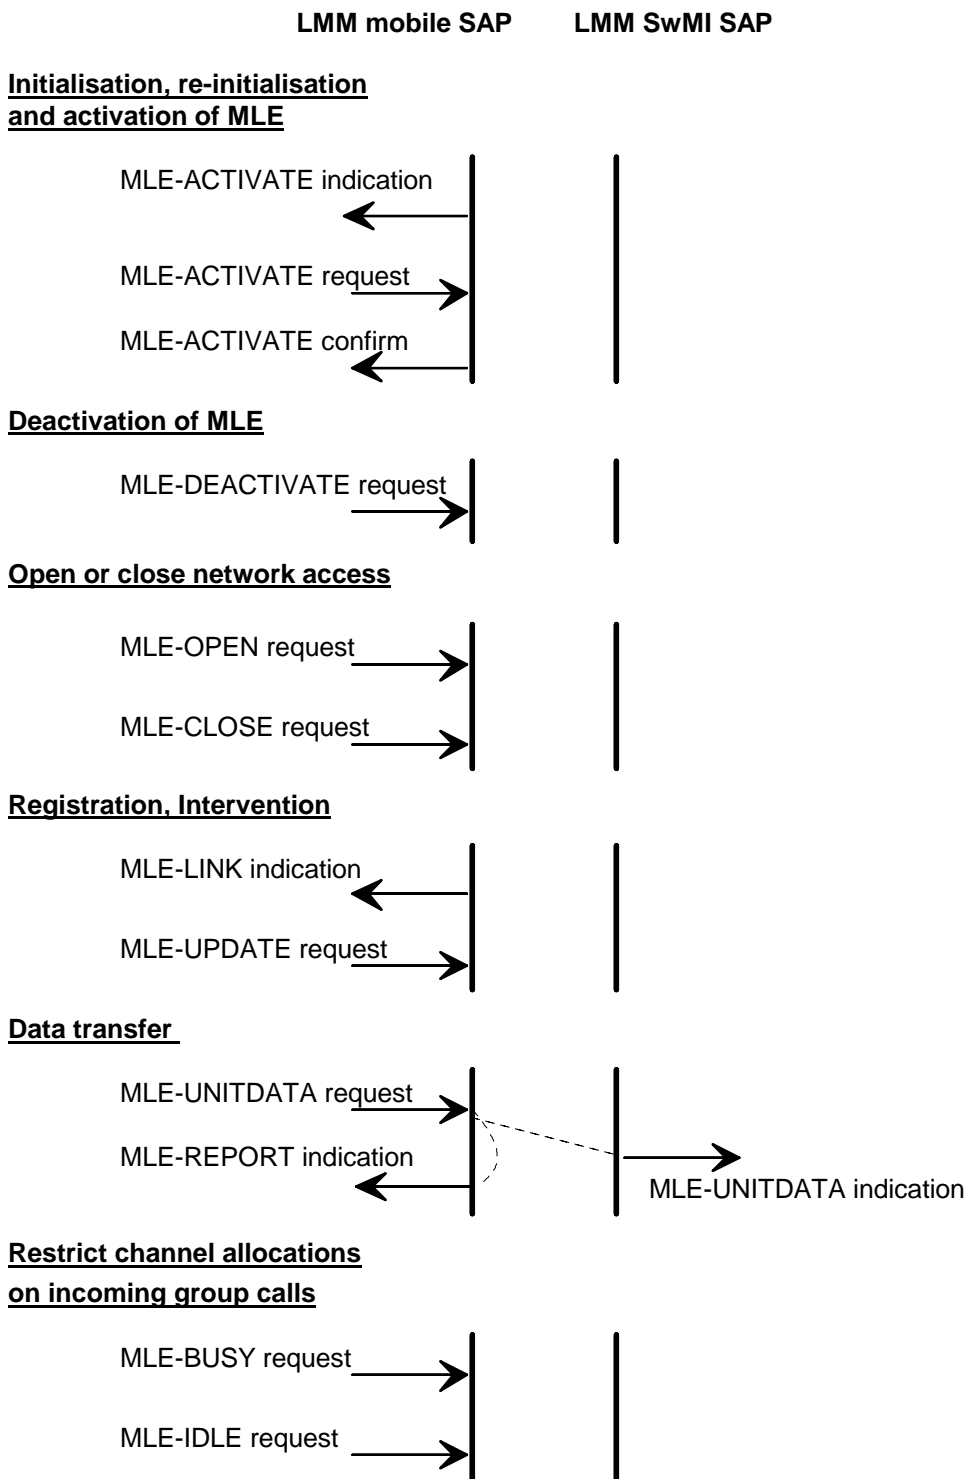 LMM mobile SAP LMM SwMI SAP
Initialisation, re-initialisation
and activation of MLE
MLE-ACTIVATE indication
MLE-ACTIVATE request
MLE-ACTIVATE confirm
Deactivation of MLE
MLE-DEACTIVATE request
Open or close network access
MLE-OPEN request
MLE-CLOSE request
Registration, Intervention
MLE-LINK indication
MLE-UPDATE request
Data transfer
MLE-UNITDATA request
MLE-REPORT indication
MLE-UNITDATA indication
Restrict channel allocations
on incoming group calls
MLE-BUSY request
MLE-IDLE request